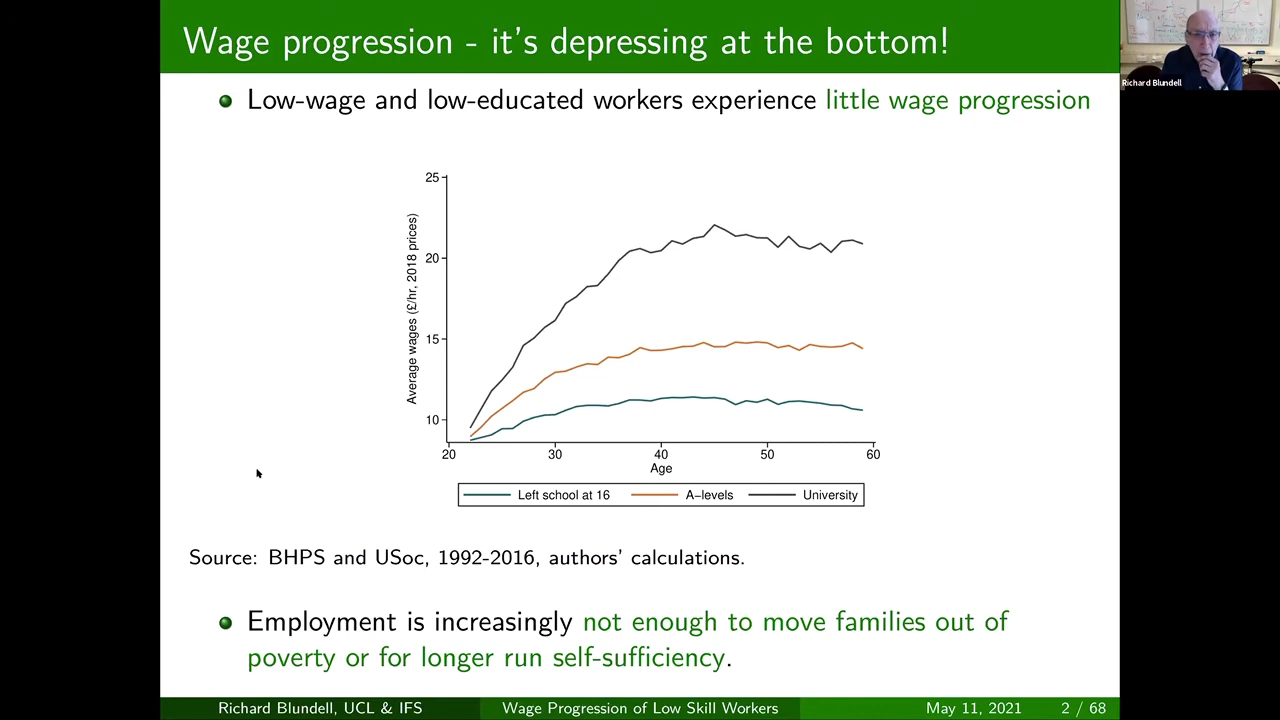 Wage progression - it's depressing at the bottom!
Richard Blundell
Low-wage and low-educated workers experience little wage progression
25
20
15
10
Average wages (£/hr, 2018 prices)
20 30 40 50 60
Age
Left school at 16 A−levels University
Source: BHPS and USoc, 1992-2016, authors' calculations.
Employment is increasingly not enough to move families out of
poverty or for longer run self-sufficiency.
Richard Blundell, UCL & IFS Wage Progression of Low Skill Workers May 11, 2021 2 / 68